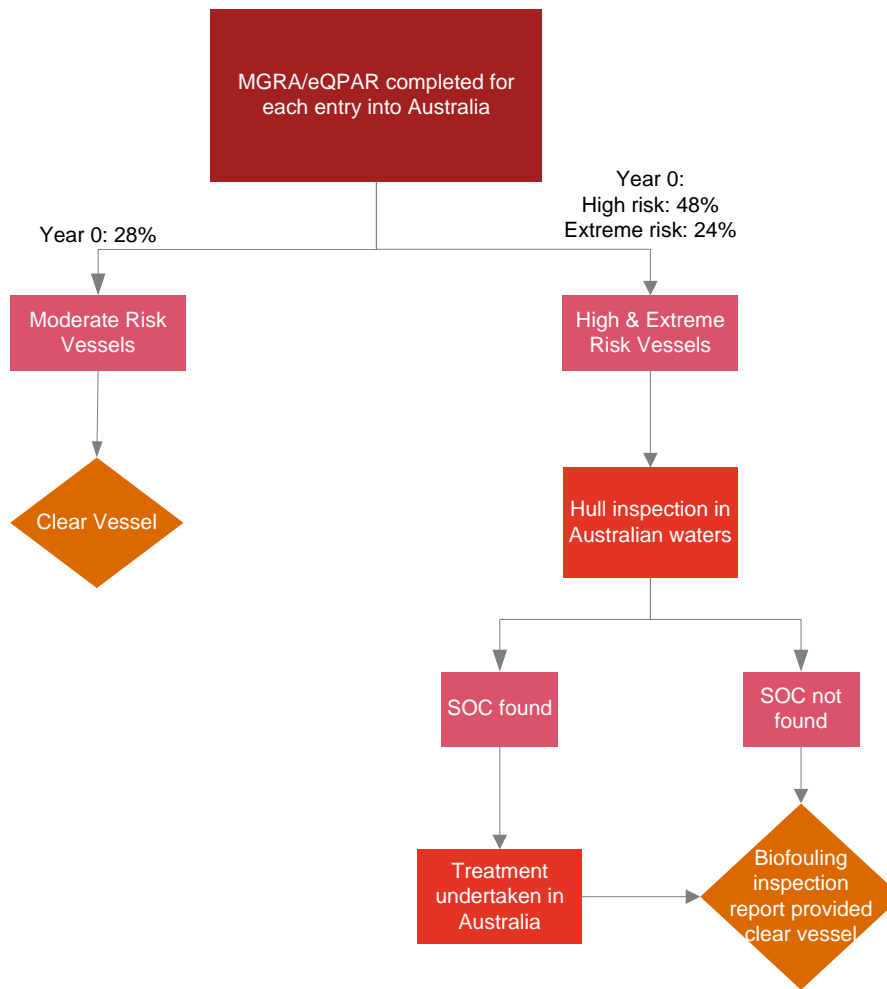 MGRA/eQPAR completed for
each entry into Australia
Year 0: 28%
Year 0:
High risk: 48%
Extreme risk: 24%
Moderate Risk
Vessels
High & Extreme
Risk Vessels
Clear Vessel
Hull inspection in
Australian waters
SOC found
SOC not
found
Treatment
undertaken in
Australia
Biofouling
inspection
report provided
clear vessel